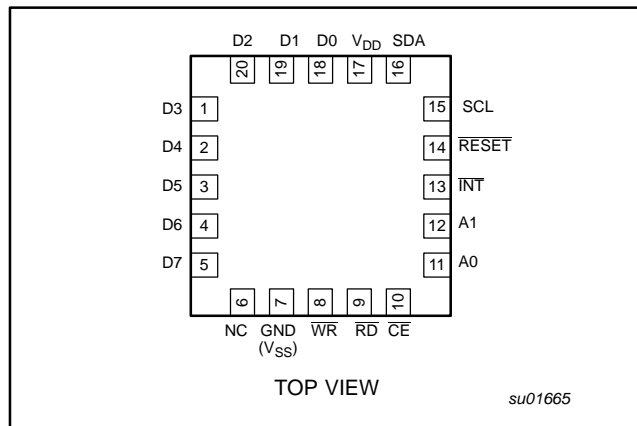 D2 D1 D0 VDD SDA
20 19 18 17 16
D3 1 15 SCL
D4 2 14 RESET
D5 3 13 INT
D6 4 12 A1
D7 5 11 A0
6 7 8 9 10
NC GND WR RD CE
(VSS)
TOP VIEW
su01665